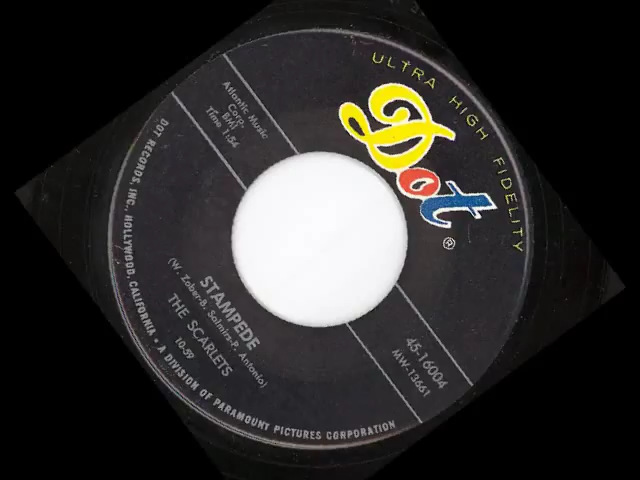 ULTRA HIGH FIDELITY
Dot®
Atlantic Music
Corp.
BMI
Time 1:54
45-16004
MW-13661
STAMPEDE
(W. Zober-B. Salmirs-P. Antonio)
THE SCARLETS
10-59
DOT RECORDS, INC., HOLLYWOOD, CALIFORNIA • A DIVISION OF PARAMOUNT PICTURES CORPORATION